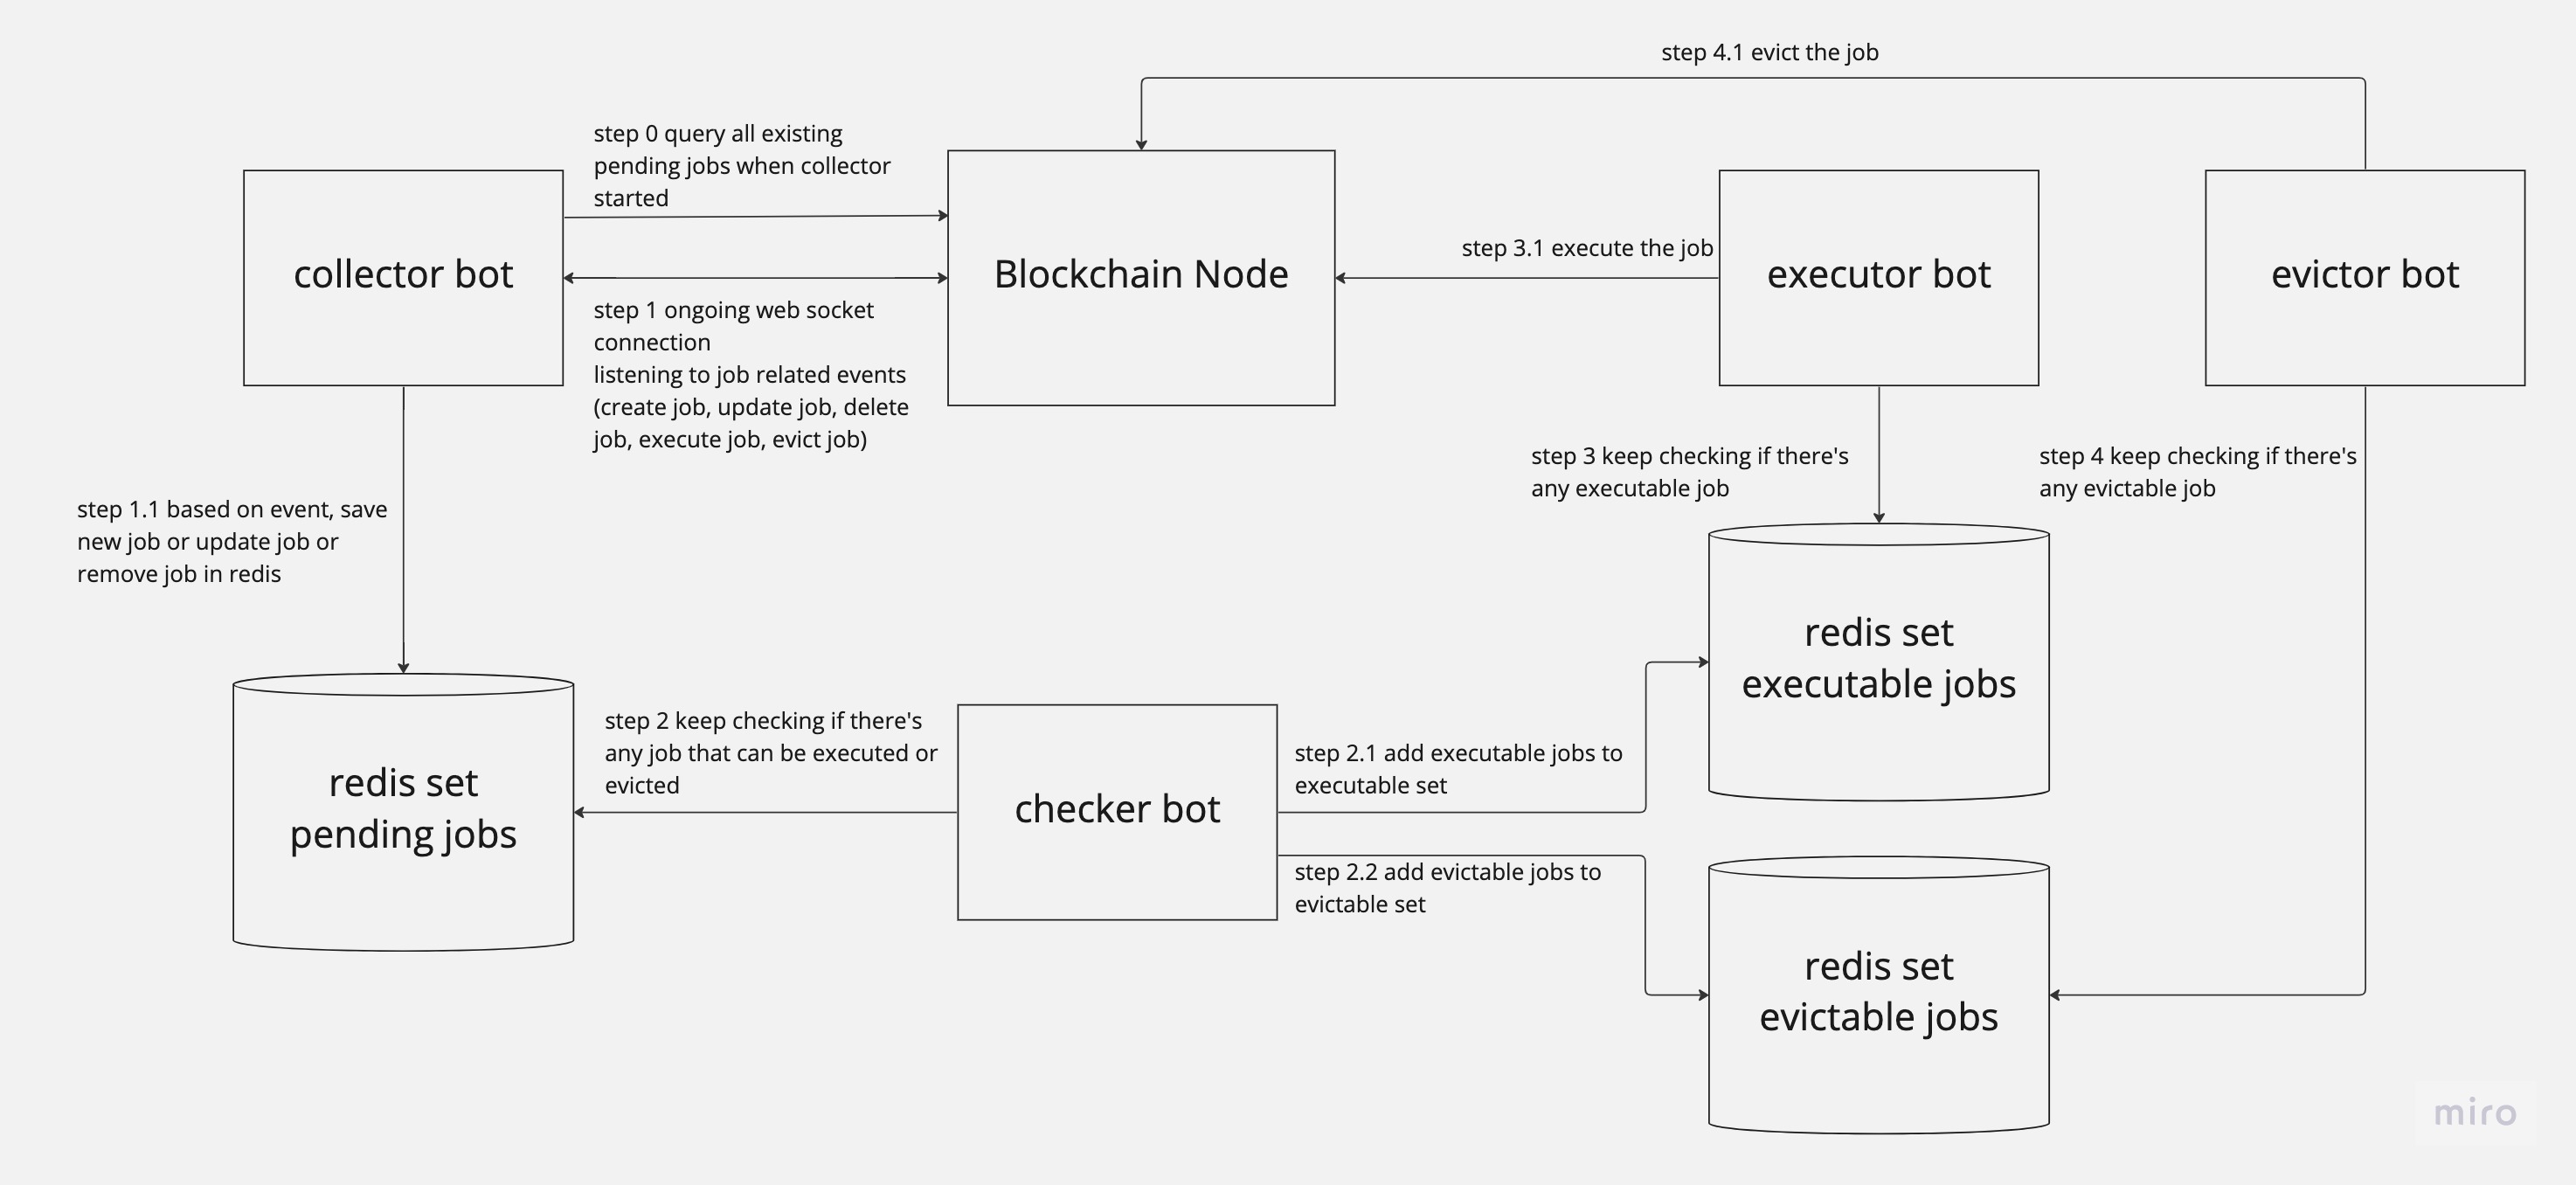 step 4.1 evict the job
step 0 query all existing
pending jobs when collector
started
collector bot
Blockchain Node
step 3.1 execute the job
executor bot
evictor bot
step 1 ongoing web socket
connection
listening to job related events
(create job, update job, delete
job, execute job, evict job)
step 3 keep checking if there's
any executable job
step 4 keep checking if there's
any evictable job
step 1.1 based on event, save
new job or update job or
remove job in redis
redis set
executable jobs
redis set
pending jobs
step 2 keep checking if there's
any job that can be executed or
evicted
checker bot
step 2.1 add executable jobs to
executable set
step 2.2 add evictable jobs to
evictable set
redis set
evictable jobs
miro